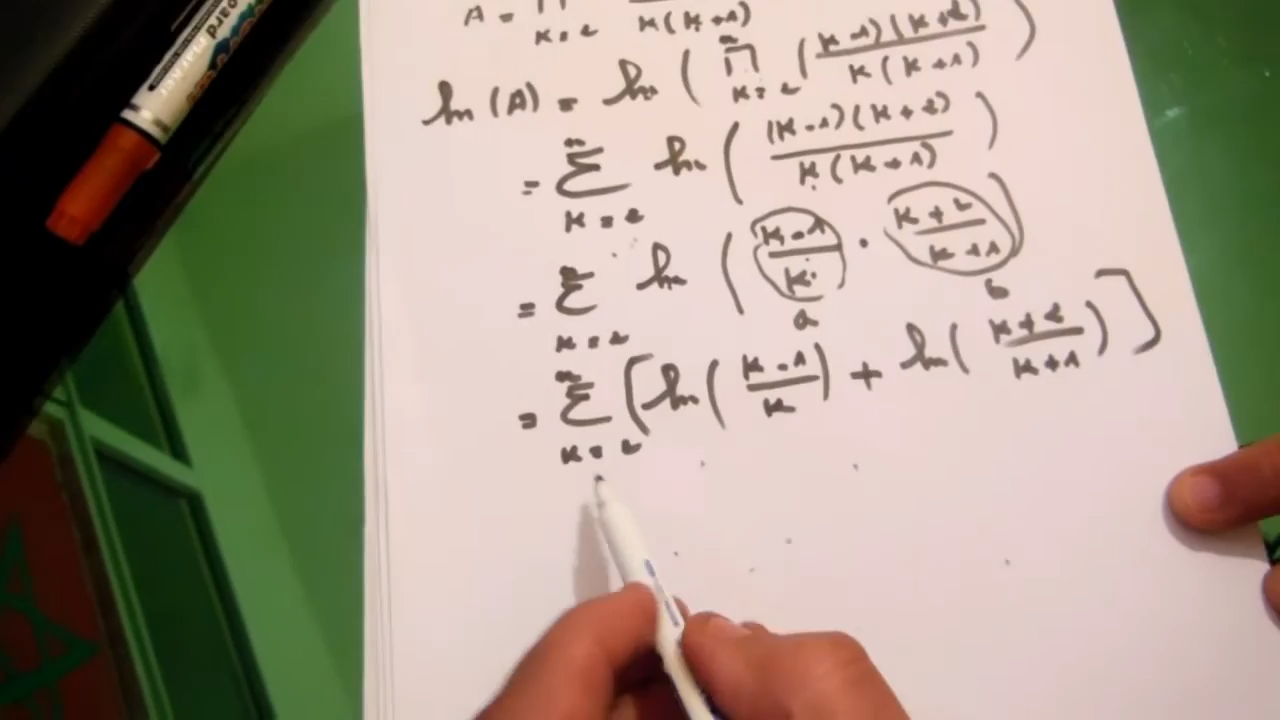 A = ∏ k=2 k(k+1)
ln(A) = ln( n ∏ k=2 ( (k-1)(k+2) / k(k+1) )
= n ∑ k=2 ln( (k-1)(k+2) / k(k+1) )
= n ∑ k=2 ln( k-1 / k · k+2 / k+1 ) a b
= n ∑ k=2 [ ln( k-1 / k ) + ln( k+2 / k+1 ) ]
board